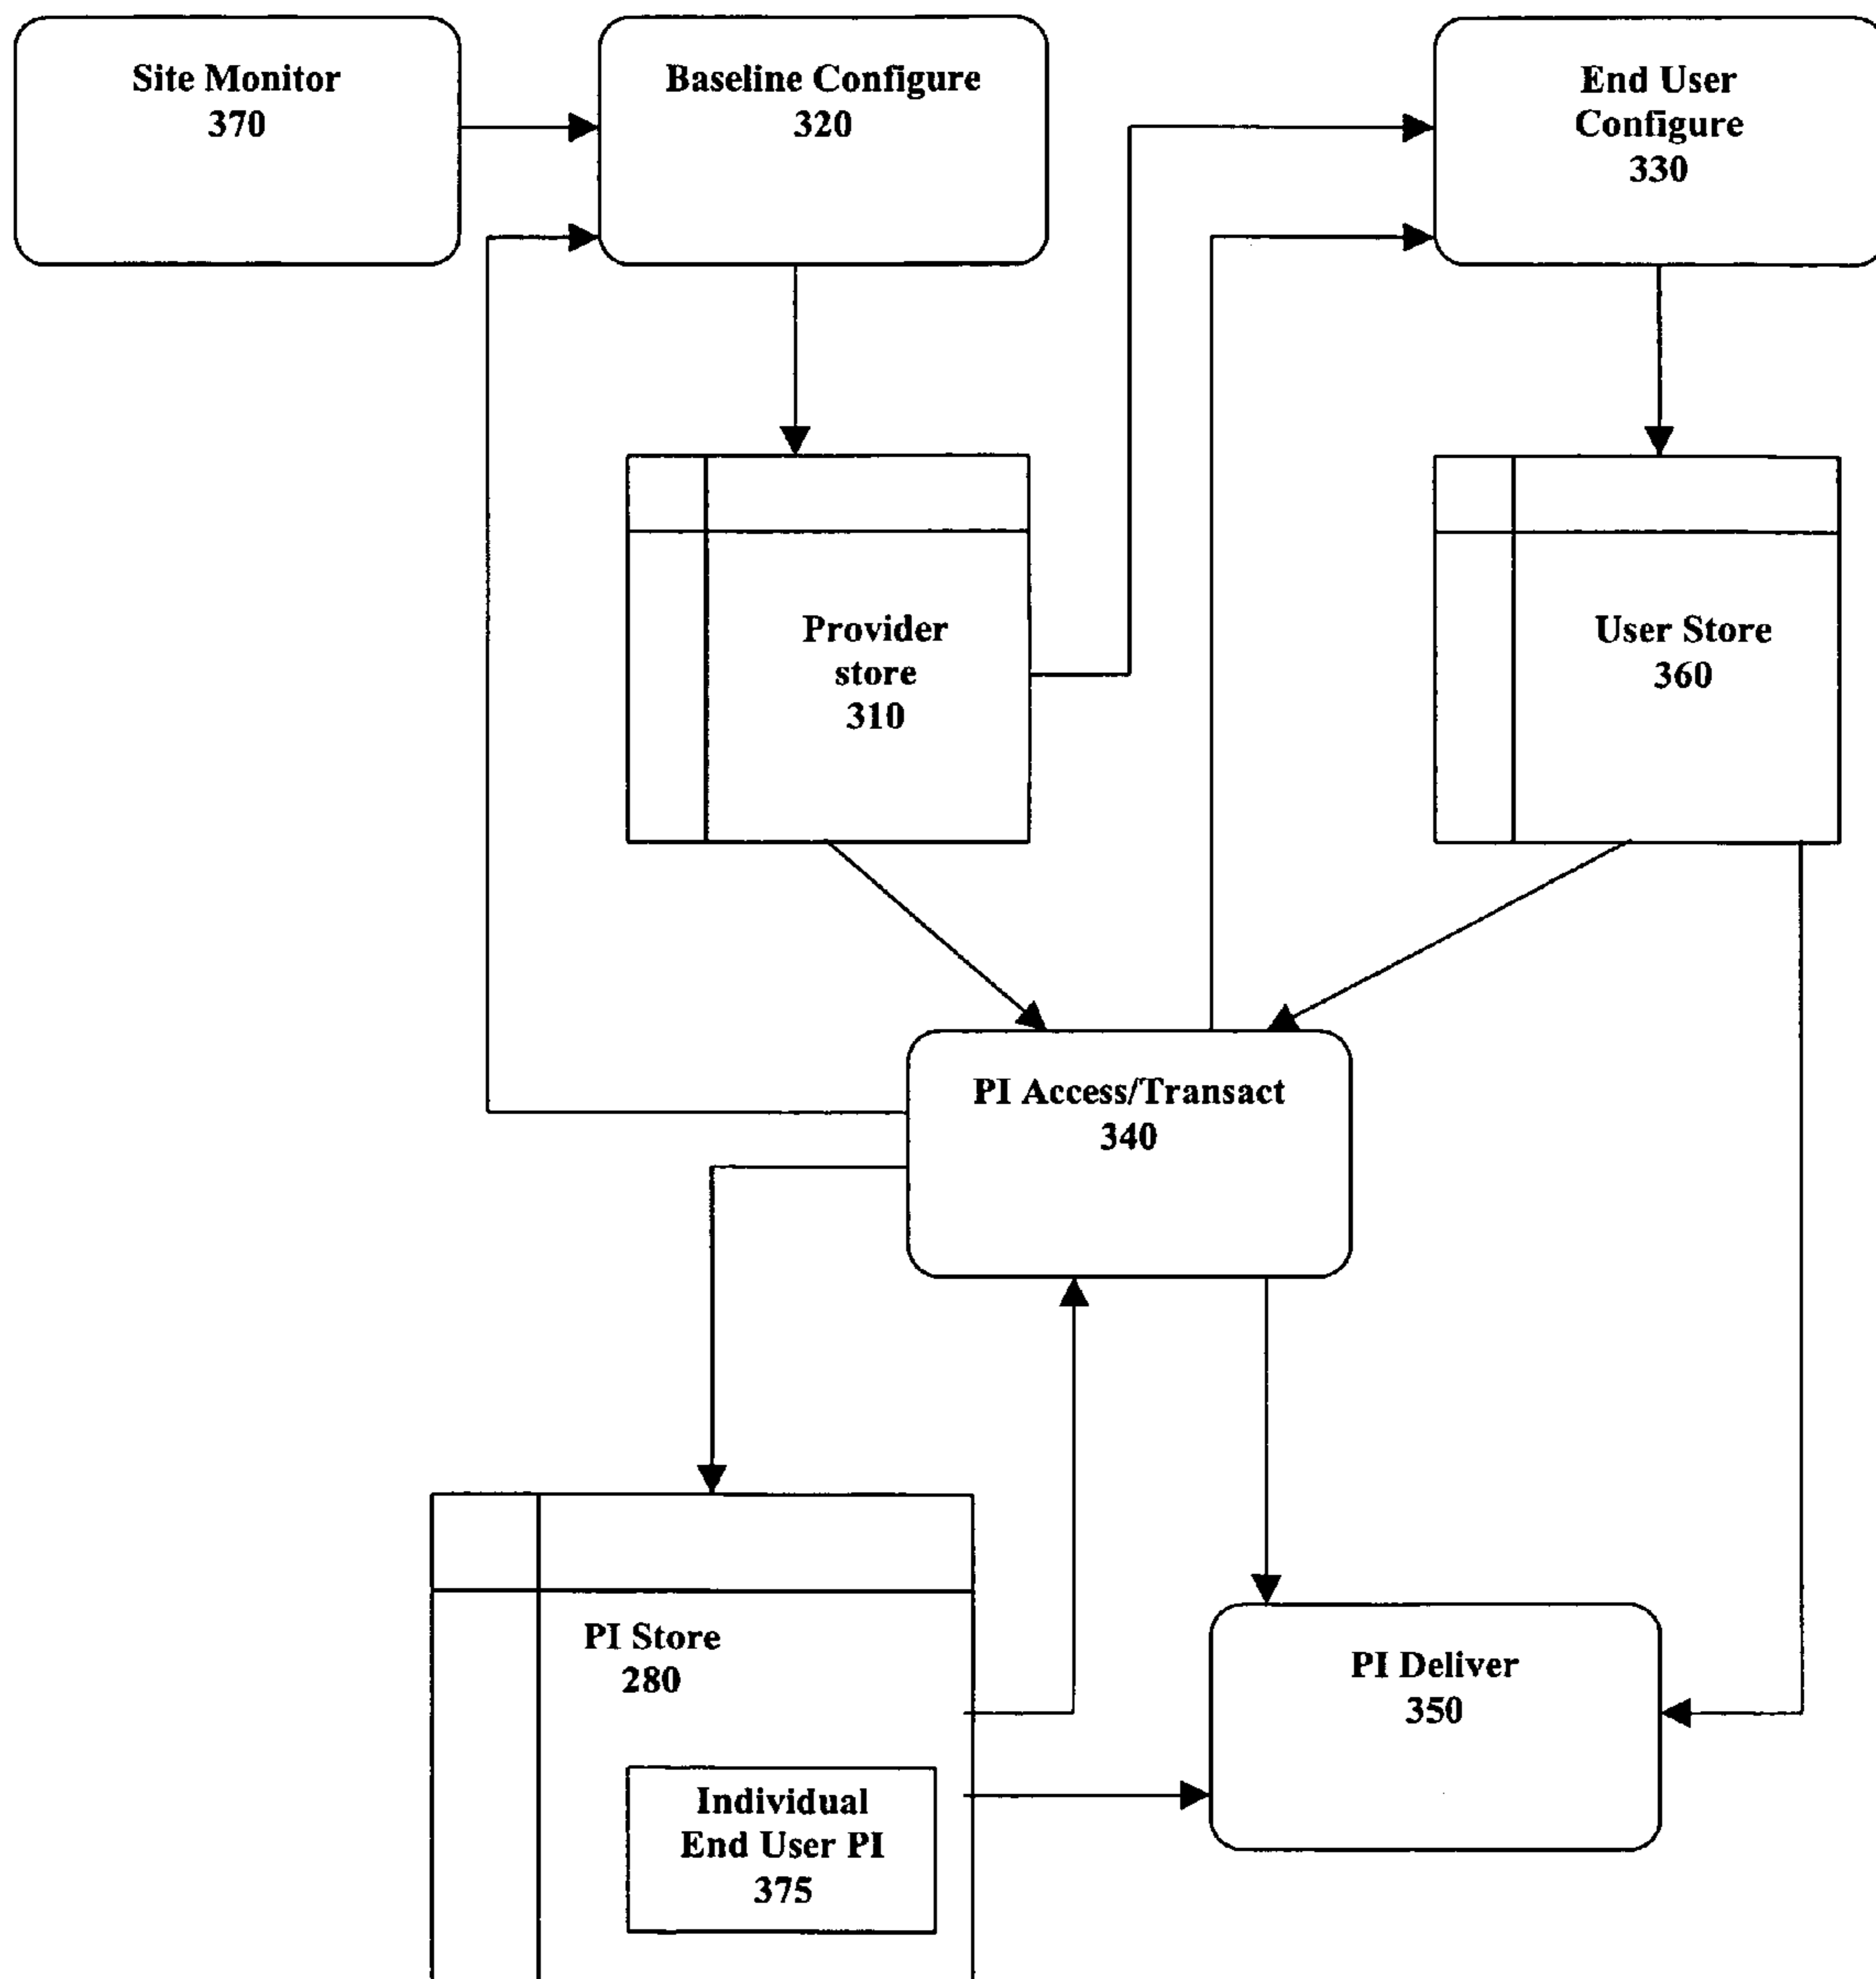 Site Monitor
370
Baseline Configure
320
End User
Configure
330
Provider
store
310
User Store
360
PI Access/Transact
340
PI Store
280
PI Deliver
350
Individual
End User PI
375